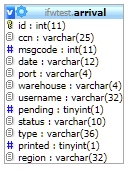 ifwtest.arrival
id : int(11)
ccn : varchar(25)
msgcode : int(11)
date : varchar(12)
port : varchar(4)
warehouse : varchar(4)
username : varchar(32)
pending : tinyint(1)
status : varchar(10)
type : varchar(36)
printed : tinyint(1)
region : varchar(32)